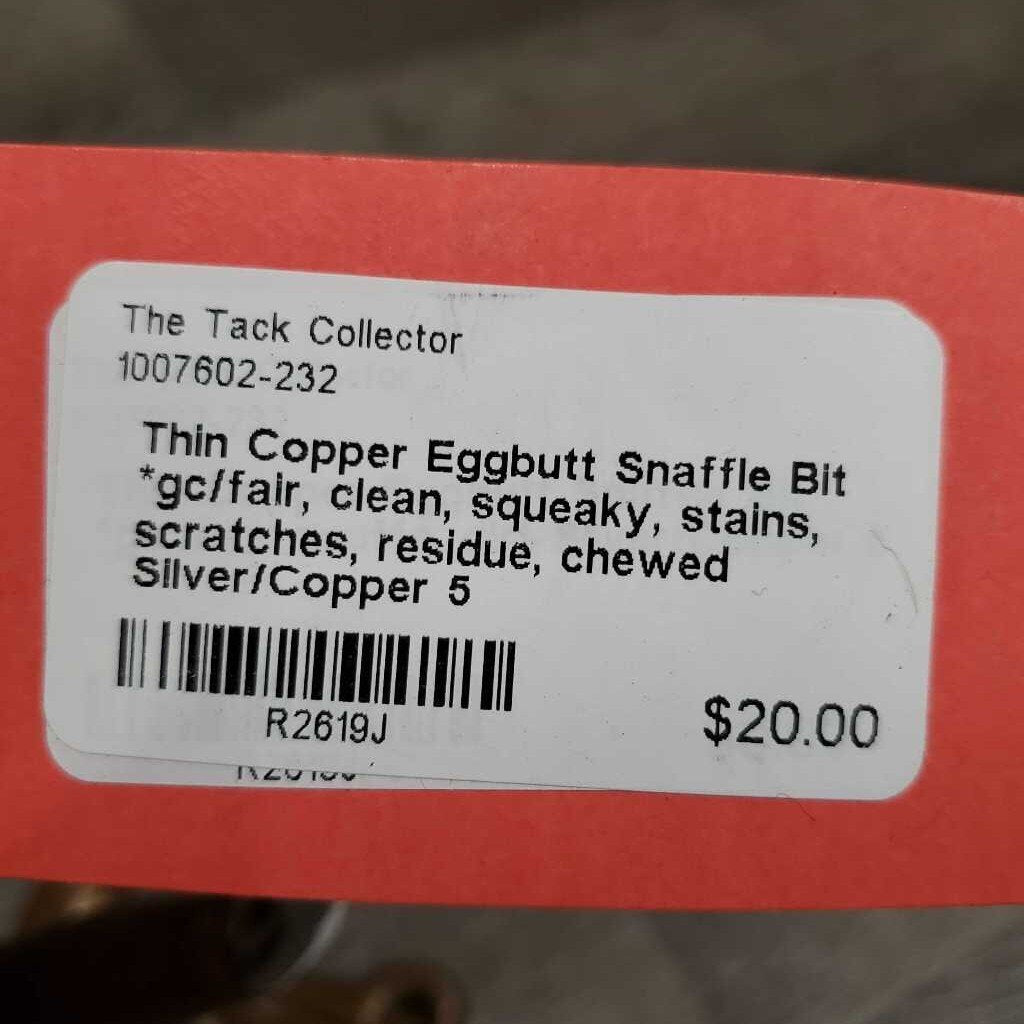 The Tack Collector
1007602-232
Thin Copper Eggbutt Snaffle Bit
*gc/fair, clean, squeaky, stains,
scratches, residue, chewed
Silver/Copper 5
R2619J
$20.00